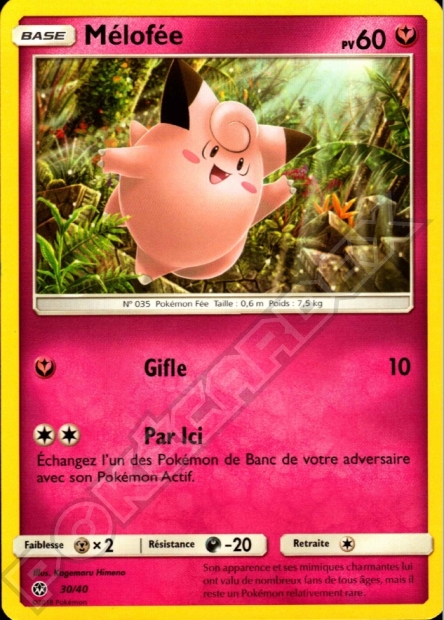 BASE Mélofée PV60
N° 035 Pokémon Fée Taille : 0,6 m Poids : 7,5 kg
Gifle 10
Par Ici
Échangez l'un des Pokémon de Banc de votre adversaire
avec son Pokémon Actif.
Faiblesse ×2 Résistance -20 Retraite
Illus. Kagemaru Himeno
30/40
Son apparence et ses mimiques charmantes lui
ont valu de nombreux fans de tous âges, mais il
reste un Pokémon relativement rare.